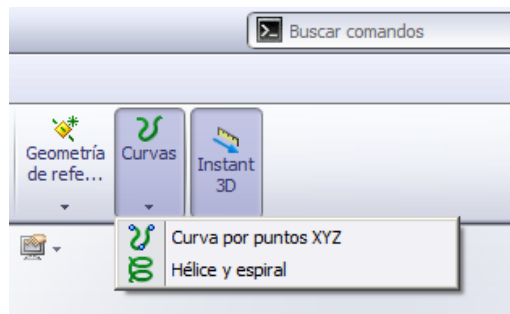 Buscar comandos
Geometría
de refe...
Curvas
Instant
3D
Curva por puntos XYZ
Hélice y espiral